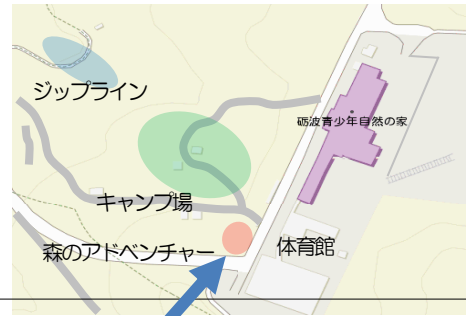 ジップライン
砺波青少年自然の家
キャンプ場
森のアドベンチャー
体育館